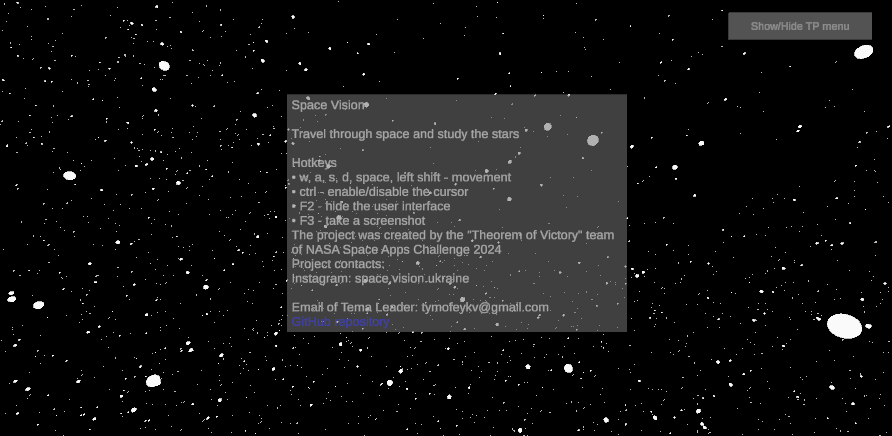 Show/Hide TP menu
Space Vision
Travel through space and study the stars
Hotkeys
• w, a, s, d, space, left shift - movement
• ctrl - enable/disable the cursor
• F2 - hide the user interface
• F3 - take a screenshot
The project was created by the "Theorem of Victory" team
of NASA Space Apps Challenge 2024
Project contacts:
Instagram: space.vision.ukraine
Email of Tema Leader: tymofeykv@gmail.com
GitHub repository